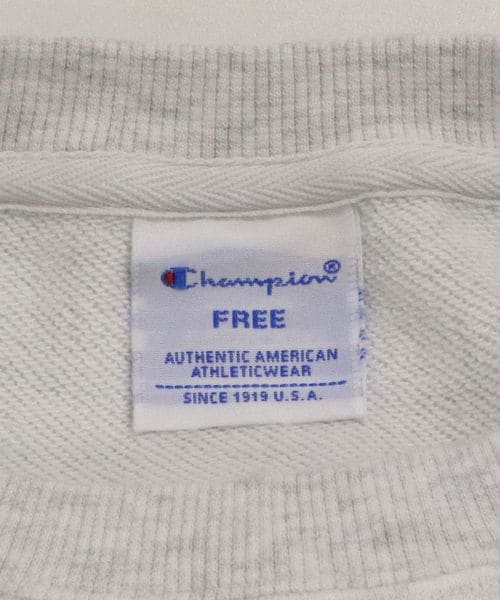 Champion®
FREE
AUTHENTIC AMERICAN
ATHLETICWEAR
SINCE 1919 U.S.A.